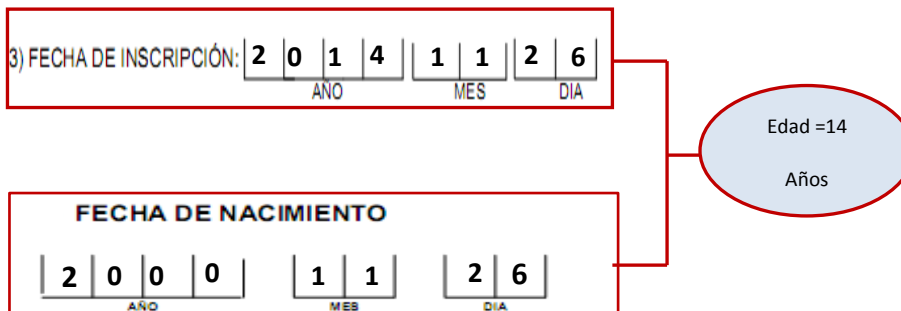 3) FECHA DE INSCRIPCIÓN: 2 0 1 4 1 1 2 6
AÑO MES DIA
Edad =14
Años
FECHA DE NACIMIENTO
2 0 0 0 1 1 2 6
AÑO MES DIA